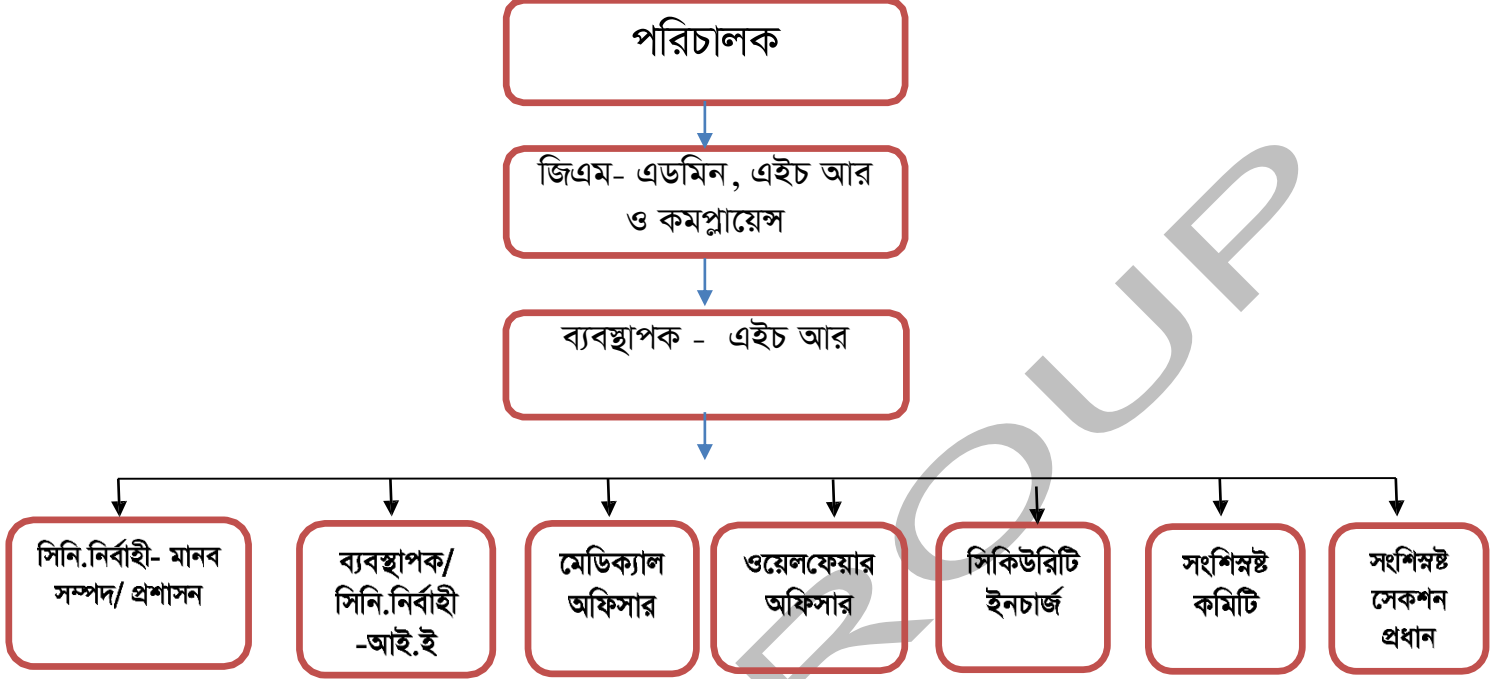 পরিচালক
জিএম- এডমিন, এইচ আর
ও কমপ্লায়েন্স
ব্যবস্থাপক - এইচ আর
সিনি.নির্বাহী- মানব
সম্পদ/ প্রশাসন
ব্যবস্থাপক/
সিনি.নির্বাহী
-আই.ই
মেডিক্যাল
অফিসার
ওয়েলফেয়ার
অফিসার
সিকিউরিটি
ইনচার্জ
সংশিস্নষ্ট
কমিটি
সংশিস্নষ্ট
সেকশন
প্রধান
ROUP